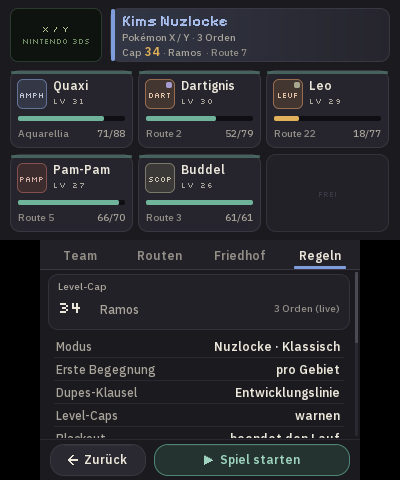 X / Y
NINTENDO 3DS
Kims Nuzlocke
Pokémon X / Y · 3 Orden
Cap 34 · Ramos · Route 7
AMPH
Quaxi
LV 31
Aquarellia 71/88
DART
Dartignis
LV 30
Route 2 52/79
LEUF
Leo
LV 29
Route 22 18/77
PAMP
Pam-Pam
LV 27
Route 5 66/70
SCOP
Buddel
LV 26
Route 3 61/61
FREI
Team Routen Friedhof Regeln
Level-Cap
34 Ramos 3 Orden (live)
Modus Nuzlocke · Klassisch
Erste Begegnung pro Gebiet
Dupes-Klausel Entwicklungslinie
Level-Caps warnen
Blackout beendet den Lauf
← Zurück ▶ Spiel starten